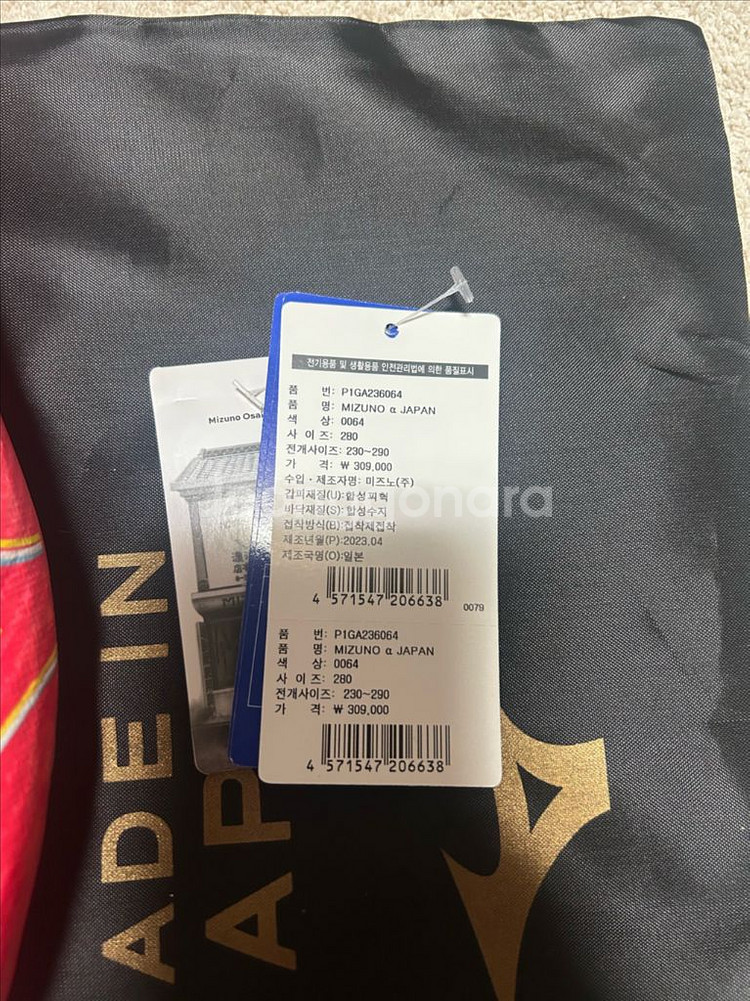 전기용품 및 생활용품 안전관리법에 의한 품질표시
품 번: P1GA236064
품 명: MIZUNO α JAPAN
색 상: 0064
사 이 즈: 280
전개사이즈: 230~290
가 격: ₩ 309,000
수입·제조자명: 미즈노(주)
갑피재질(U):합성피혁
바닥재질(S):합성수지
접착방식(B):접착제접착
제조년월(P):2023.04
제조국명(O):일본
4 571547 206638
0079
품 번: P1GA236064
품 명: MIZUNO α JAPAN
색 상: 0064
사 이 즈: 280
전개사이즈: 230~290
가 격: ₩ 309,000
4 571547 206638
Mizuno Osa
ADE IN
AP